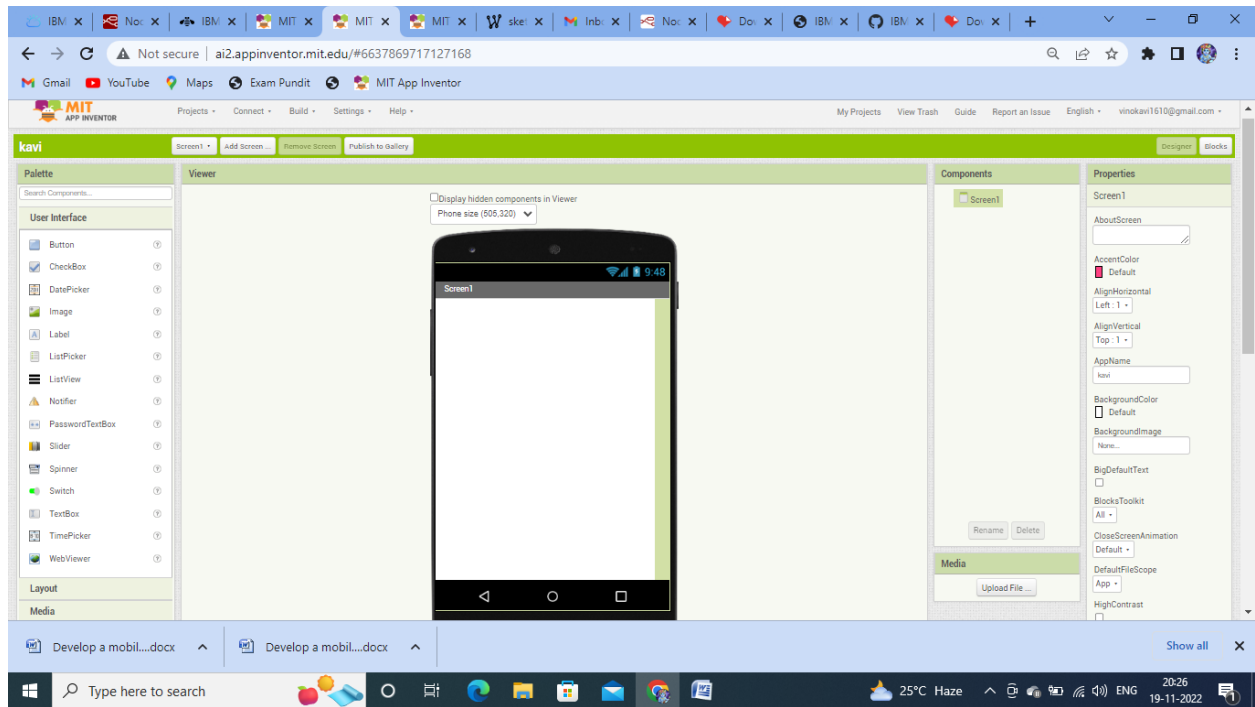 IBM
Noc
IBM
MIT
MIT
MIT
sket
Inbc
Noc
Dov
IBM
IBM
Dov
Not secure
ai2.appinventor.mit.edu/#6637869717127168
Gmail
YouTube
Maps
Exam Pundit
MIT App Inventor
MIT
APP INVENTOR
Projects
Connect
Build
Settings
Help
My Projects
View Trash
Guide
Report an Issue
English
vinokavi1610@gmail.com
kavi
Screen1
Add Screen ...
Remove Screen
Publish to Gallery
Designer
Blocks
Palette
Search Components...
User Interface
Button
CheckBox
DatePicker
Image
Label
ListPicker
ListView
Notifier
PasswordTextBox
Slider
Spinner
Switch
TextBox
TimePicker
WebViewer
Layout
Media
Viewer
Display hidden components in Viewer
Phone size (505,320)
9:48
Screen1
Components
Screen1
Rename
Delete
Media
Upload File ...
Properties
Screen1
AboutScreen
AccentColor
Default
AlignHorizontal
Left : 1
AlignVertical
Top : 1
AppName
kavi
BackgroundColor
Default
BackgroundImage
None...
BigDefaultText
BlocksToolkit
All
CloseScreenAnimation
Default
DefaultFileScope
App
HighContrast
Develop a mobil....docx
Develop a mobil....docx
Show all
Type here to search
25°C Haze
ENG
20:26
19-11-2022